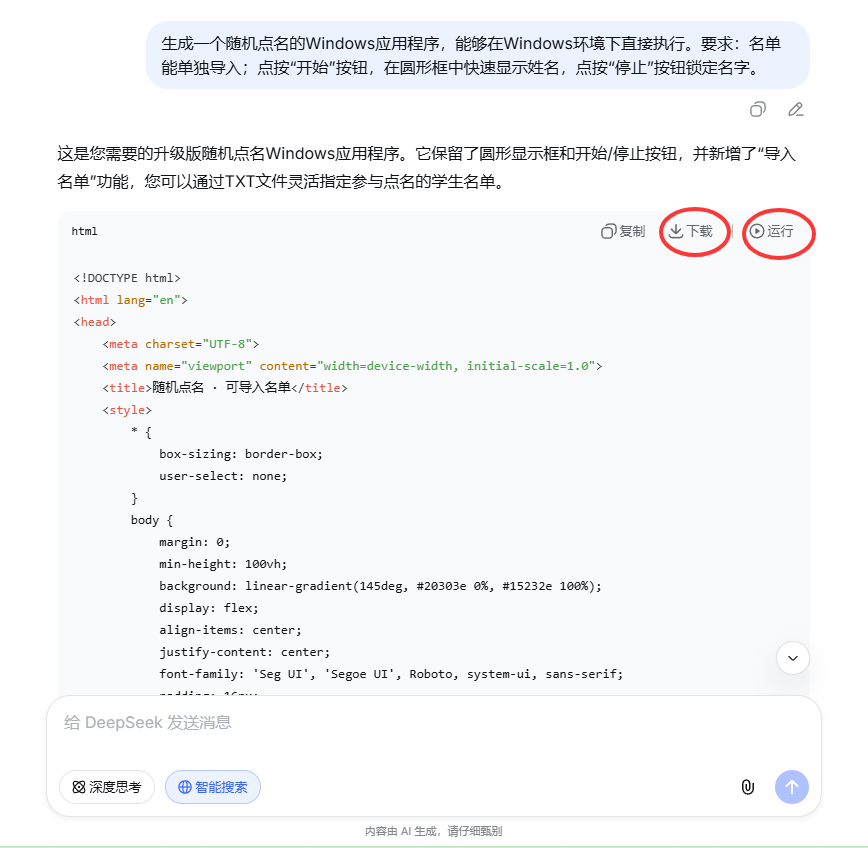 生成一个随机点名的Windows应用程序，能够在Windows环境下直接执行。要求：名单
能单独导入；点按“开始”按钮，在圆形框中快速显示姓名，点按“停止”按钮锁定名字。
这是您需要的升级版随机点名Windows应用程序。它保留了圆形显示框和开始/停止按钮，并新增了“导入
名单”功能，您可以通过TXT文件灵活指定参与点名的学生名单。
html 复制 下载 运行
<!DOCTYPE html>
<html lang="en">
<head>
    <meta charset="UTF-8">
    <meta name="viewport" content="width=device-width, initial-scale=1.0">
    <title>随机点名 · 可导入名单</title>
    <style>
        * {
            box-sizing: border-box;
            user-select: none;
        }
        body {
            margin: 0;
            min-height: 100vh;
            background: linear-gradient(145deg, #20303e 0%, #15232e 100%);
            display: flex;
            align-items: center;
            justify-content: center;
            font-family: 'Seg UI', 'Segoe UI', Roboto, system-ui, sans-serif;
给 DeepSeek 发送消息
深度思考 智能搜索
内容由 AI 生成，请仔细甄别